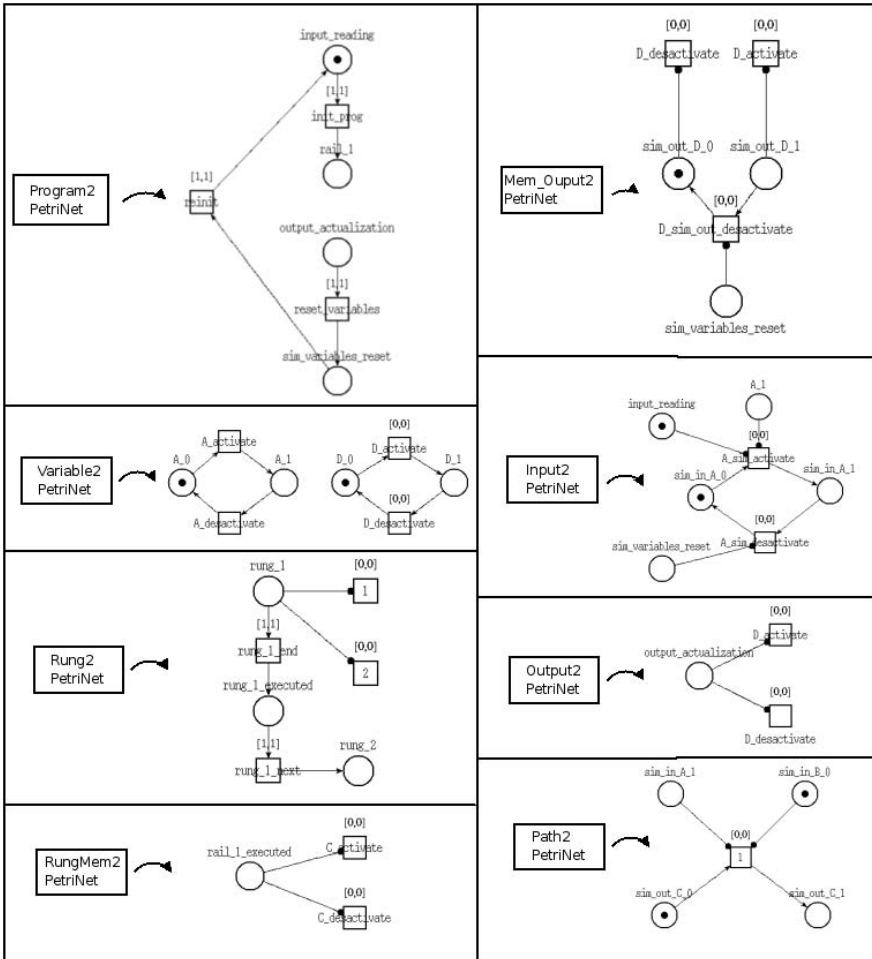 input_reading
[1,1]
init_prog
rail_1
[1,1]
reinit
Program2
PetriNet
output_actualization
[1,1]
reset_variables
sim_variables_reset
[0,0]
[0,0]
D_desactivate
D_activate
sim_out_D_0
sim_out_D_1
Mem_Ouput2
PetriNet
[0,0]
D_sim_out_desactivate
sim_variables_reset
Variable2
PetriNet
A_activate
A_0
A_1
A_desactivate
[0,0]
D_activate
D_0
D_1
[0,0]
D_desactivate
A_1
input_reading
[0,0]
A_sim_activate
Input2
PetriNet
sim_in_A_0
sim_in_A_1
[0,0]
A_sim_desactivate
sim_variables_reset
rung_1
[0,0]
1
[1,1]
rung_1_end
[0,0]
2
Rung2
PetriNet
rung_1_executed
[1,1]
rung_2
rung_1_next
[0,0]
D_activate
output_actualization
Output2
PetriNet
[0,0]
D_desactivate
RungMem2
PetriNet
[0,0]
C_activate
rail_1_executed
[0,0]
C_desactivate
sim_in_A_1
sim_in_B_0
Path2
PetriNet
[0,0]
1
sim_out_C_0
sim_out_C_1